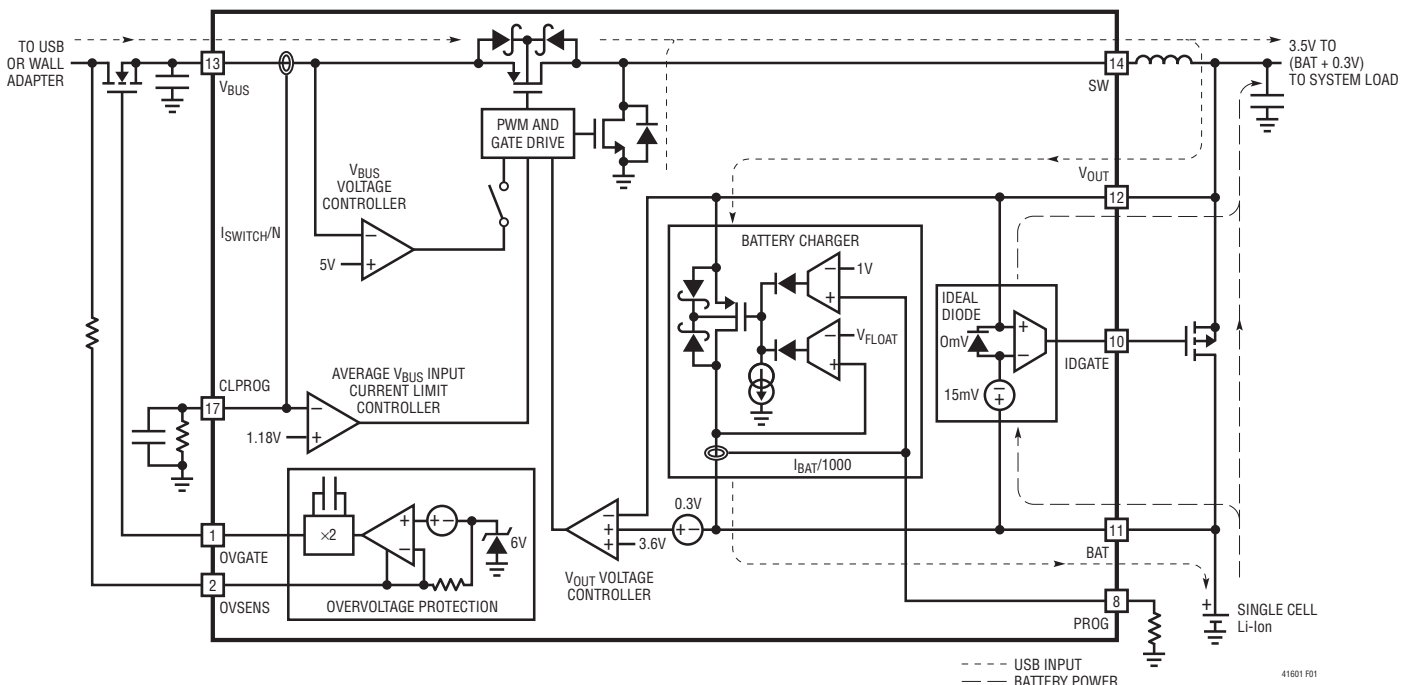 TO USB
OR WALL
ADAPTER
13
VBUS
PWM AND
GATE DRIVE
14
SW
3.5V TO
(BAT + 0.3V)
TO SYSTEM LOAD
VBUS
VOLTAGE
CONTROLLER
ISWITCH/N
5V
–
+
VOUT
12
BATTERY CHARGER
–
1V
+
–
VFLOAT
+
IBAT/1000
IDEAL
DIODE
0mV
+
–
–
+
15mV
10
IDGATE
CLPROG
17
AVERAGE VBUS INPUT
CURRENT LIMIT
CONTROLLER
–
1.18V
+
1
OVGATE
2
OVSENS
×2
+
–
+ –
6V
OVERVOLTAGE PROTECTION
–
+
+
3.6V
0.3V
+ –
VOUT VOLTAGE
CONTROLLER
11
BAT
8
PROG
+
SINGLE CELL
Li-Ion
USB INPUT
BATTERY POWER
41601 F01